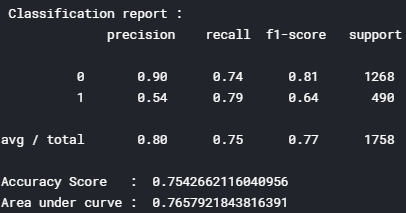 Classification report :
precision recall f1-score support
0 0.90 0.74 0.81 1268
1 0.54 0.79 0.64 490
avg / total 0.80 0.75 0.77 1758
Accuracy Score : 0.7542662116040956
Area under curve : 0.7657921843816391